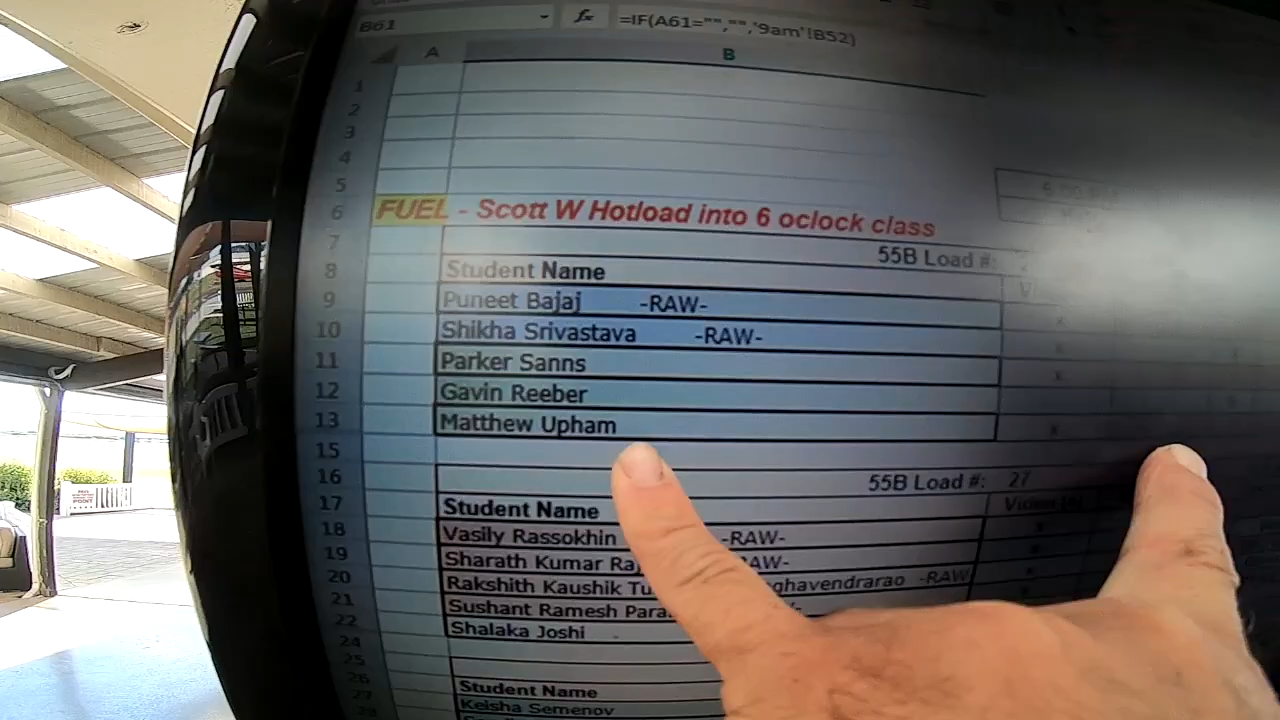 B61 fx =IF(A61="","",'9am'!B52)
A B
1
2
3
4
5
6 FUEL - Scott W Hotload into 6 oclock class
7 55B Load #:
8 Student Name
9 Puneet Bajaj -RAW-
10 Shikha Srivastava -RAW-
11 Parker Sanns
12 Gavin Reeber
13 Matthew Upham
15
16 55B Load #: 27
17 Student Name
18 Vasily Rassokhin -RAW-
19 Sharath Kumar
20 Rakshith Kaushik -RAW
21 Sushant Ramesh
22 Shalaka Joshi -
24
25
26 Student Name
27 Keisha Semenov